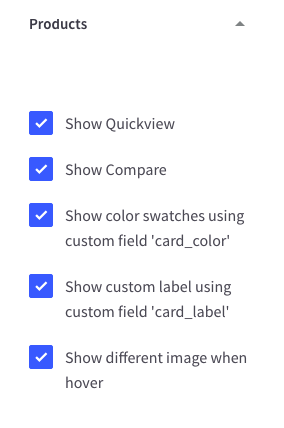 Products
Show Quickview
Show Compare
Show color swatches using
custom field 'card_color'
Show custom label using
custom field 'card_label'
Show different image when
hover